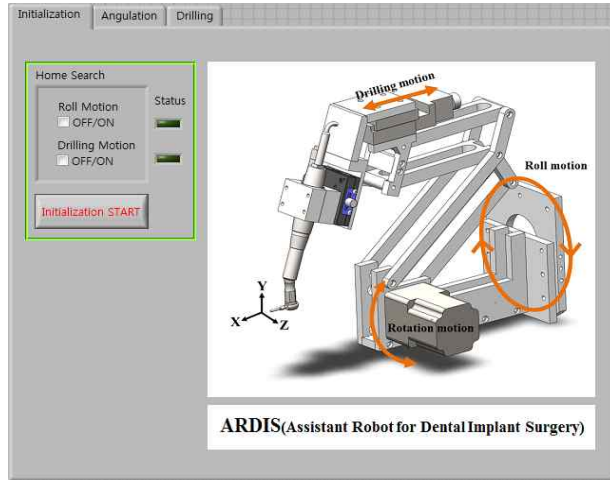 Initialization
Angulation
Drilling
Home Search
Roll Motion
OFF/ON
Status
Drilling Motion
OFF/ON
Initialization START
Drilling motion
Roll motion
Rotation motion
Y
X
Z
ARDIS(Assistant Robot for Dental Implant Surgery)